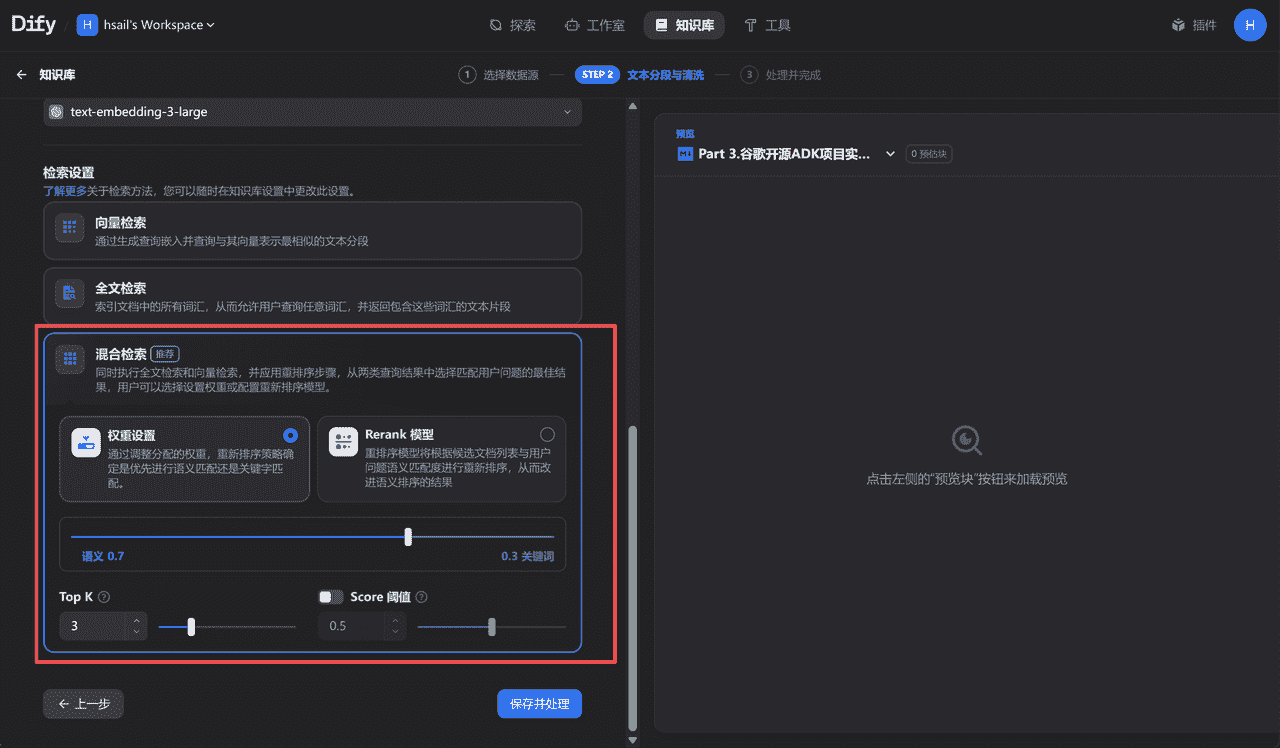 Dify / H hsail's Workspace 探索 工作室 知识库 工具 插件 H
知识库 1 选择数据源 STEP 2 文本分段与清洗 3 处理并完成
text-embedding-3-large
检索设置
了解更多关于检索方法，您可以随时在知识库设置中更改此设置。
向量检索
通过生成查询嵌入并查询与其向量表示最相似的文本分段
全文检索
索引文档中的所有词汇，从而允许用户查询任意词汇，并返回包含这些词汇的文本片段
混合检索 推荐
同时执行全文检索和向量检索，并应用重排序步骤，从两类查询结果中选择匹配用户问题的最佳结
果，用户可以选择设置权重或配置重新排序模型。
权重设置
通过调整分配的权重，重新排序策略确
定是优先进行语义匹配还是关键字匹
配。
Rerank 模型
重排序模型将根据候选文档列表与用户
问题语义匹配度进行重新排序，从而改
进语义排序的结果
语义 0.7 0.3 关键词
Top K Score 阈值
3 0.5
上一步 保存并处理
预览
Part 3.谷歌开源ADK项目实... 0 预估块
点击左侧的“预览块”按钮来加载预览